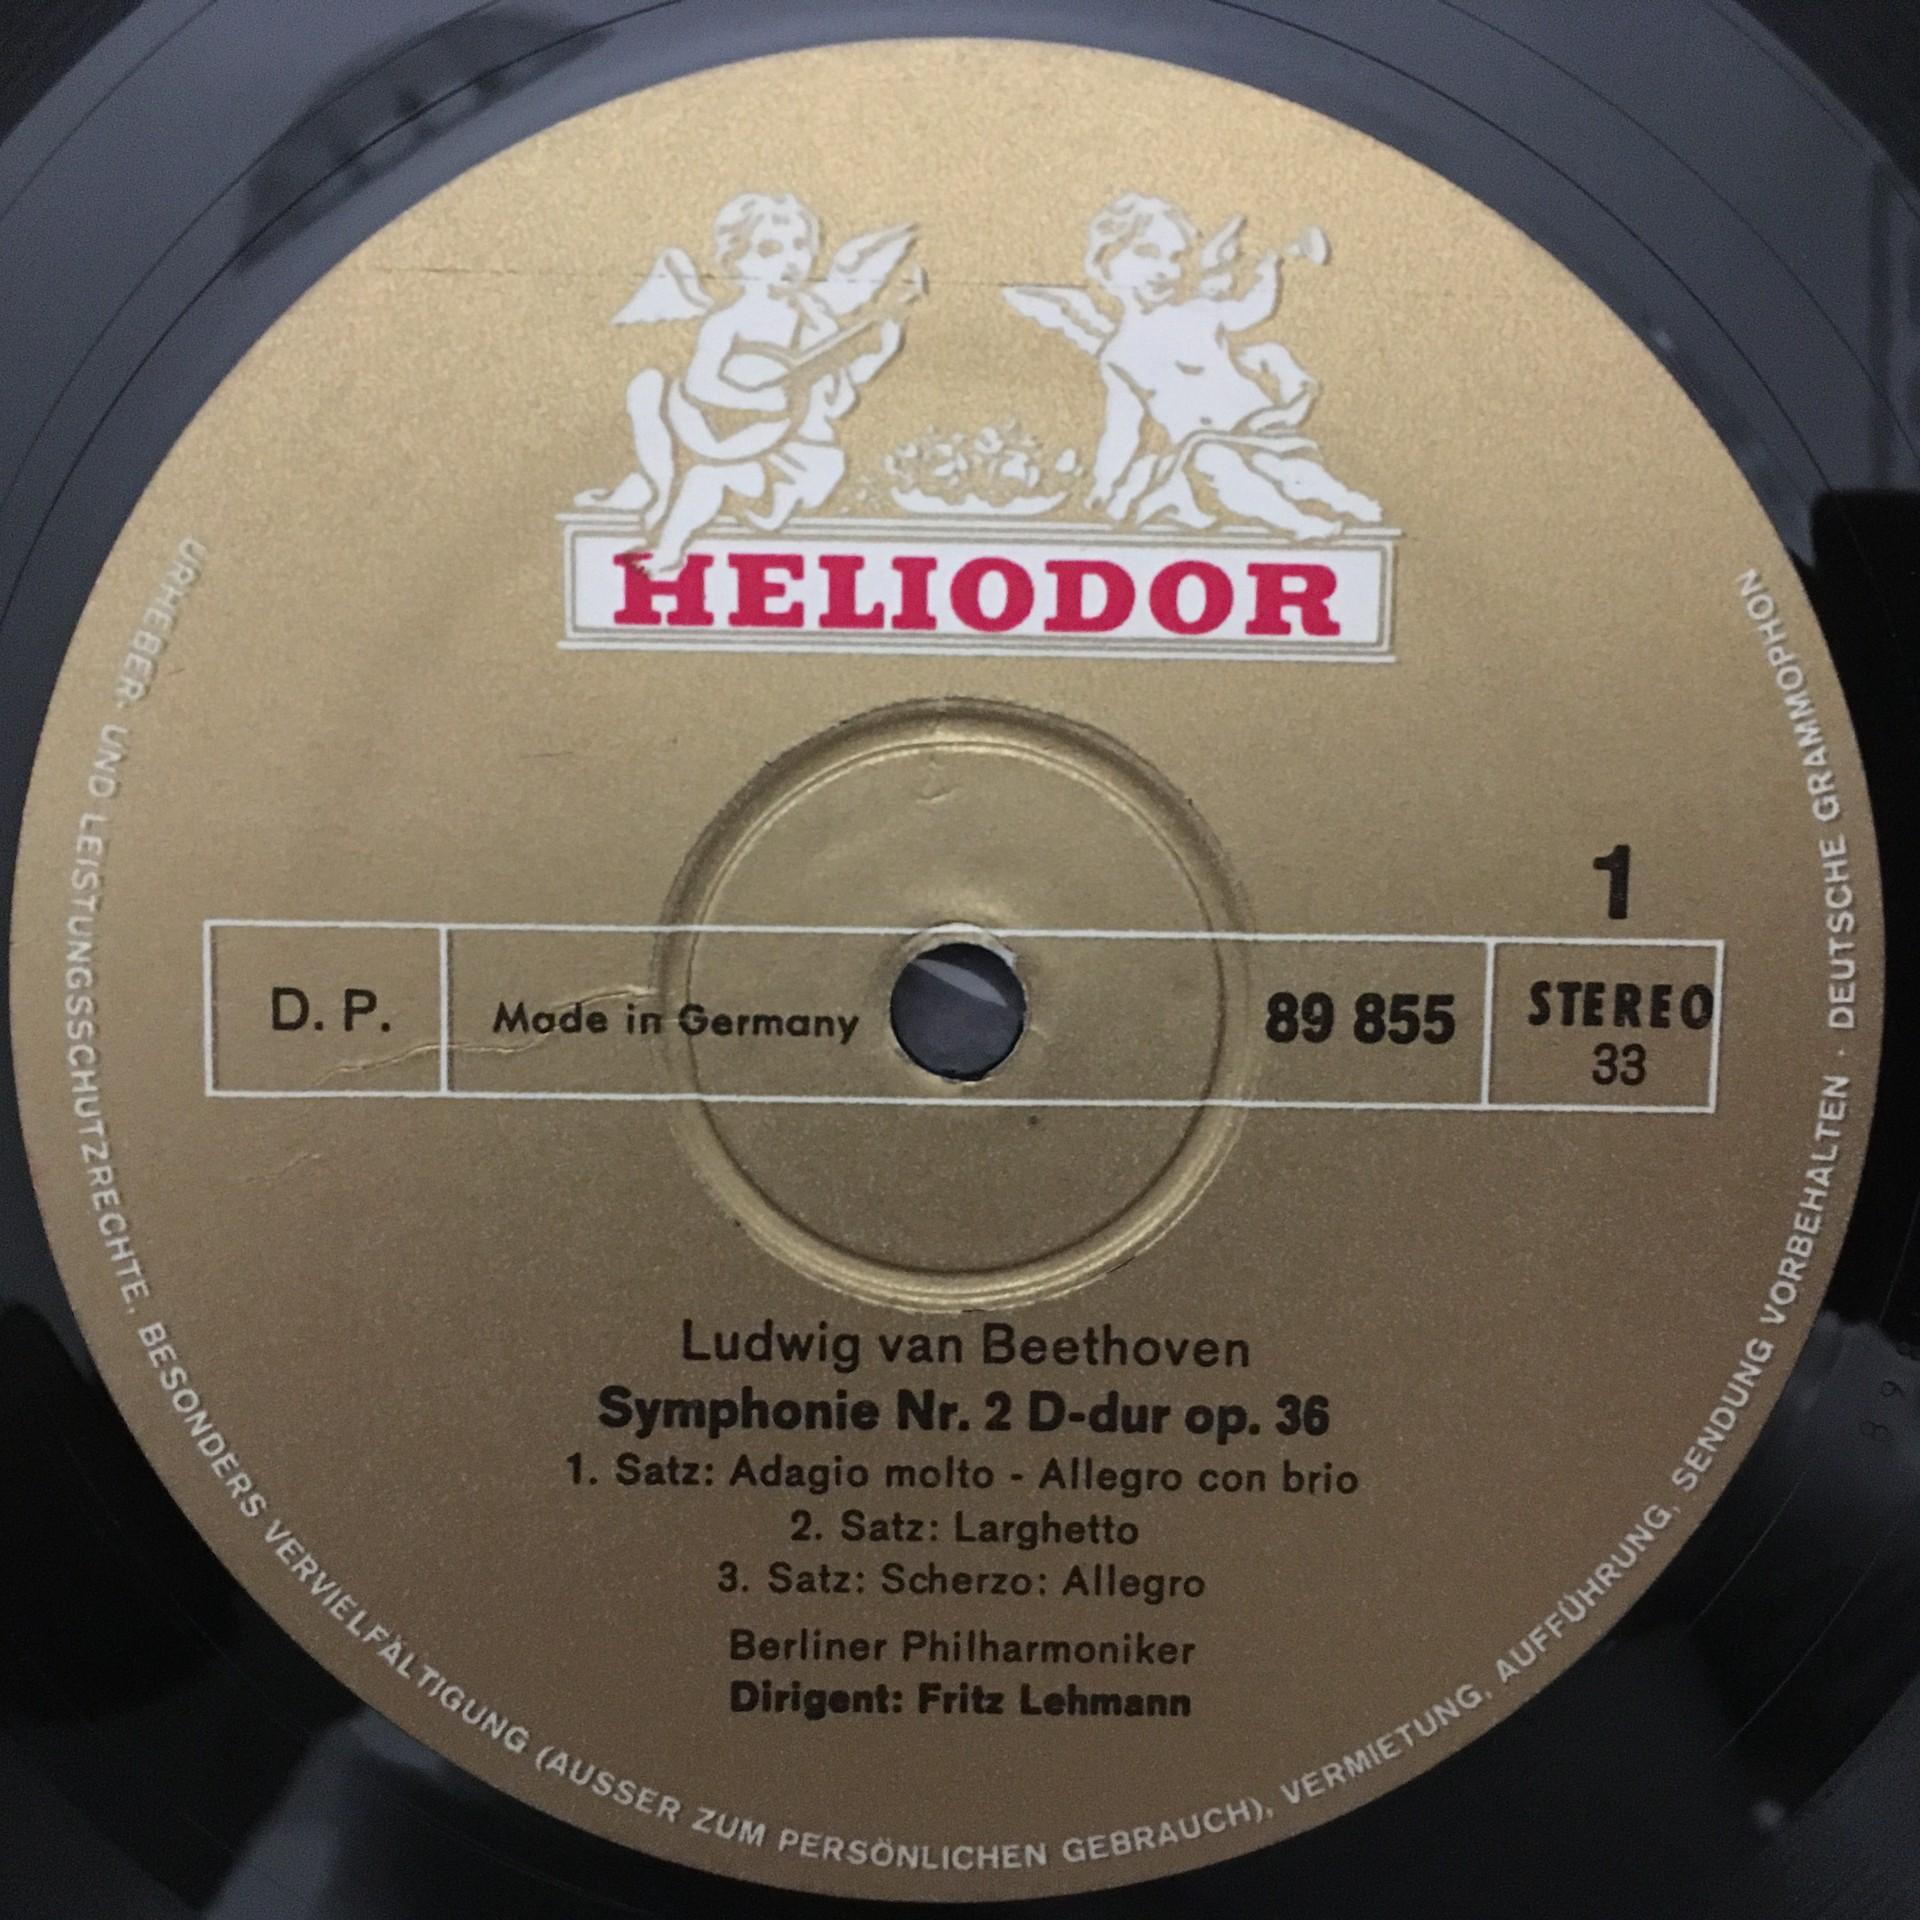 HELIODOR
1
D. P.
Made in Germany
89 855
STEREO
33
Ludwig van Beethoven
Symphonie Nr. 2 D-dur op. 36
1. Satz: Adagio molto - Allegro con brio
2. Satz: Larghetto
3. Satz: Scherzo: Allegro
Berliner Philharmoniker
Dirigent: Fritz Lehmann
URHEBER- UND LEISTUNGSSCHUTZRECHTE, BESONDERS VERVIELFÄLTIGUNG (AUSSER ZUM PERSÖNLICHEN GEBRAUCH), VERMIETUNG, AUFFÜHRUNG, SENDUNG VORBEHALTEN · DEUTSCHE GRAMMOPHON